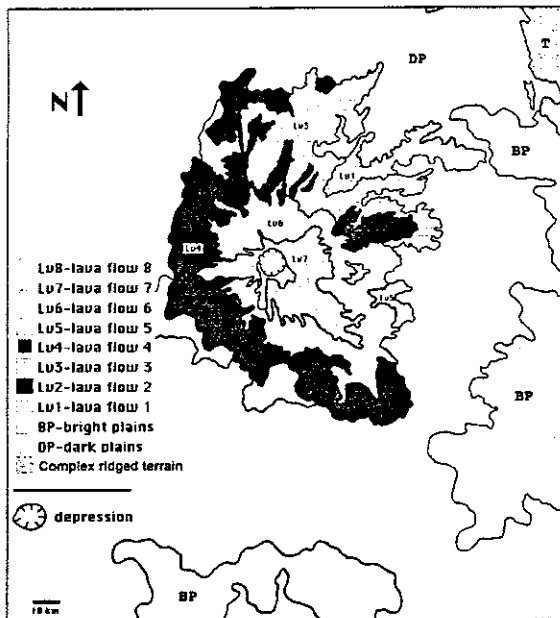 T
DP
N
BP
Lv3
Lv1
Lv6
Lv4
Lv7
Lv5
Lv8-lava flow 8
Lv7-lava flow 7
Lv6-lava flow 6
Lv5-lava flow 5
Lv4-lava flow 4
Lv3-lava flow 3
Lv2-lava flow 2
Lv1-lava flow 1
BP-bright plains
DP-dark plains
Complex ridged terrain
BP
depression
BP
10 km